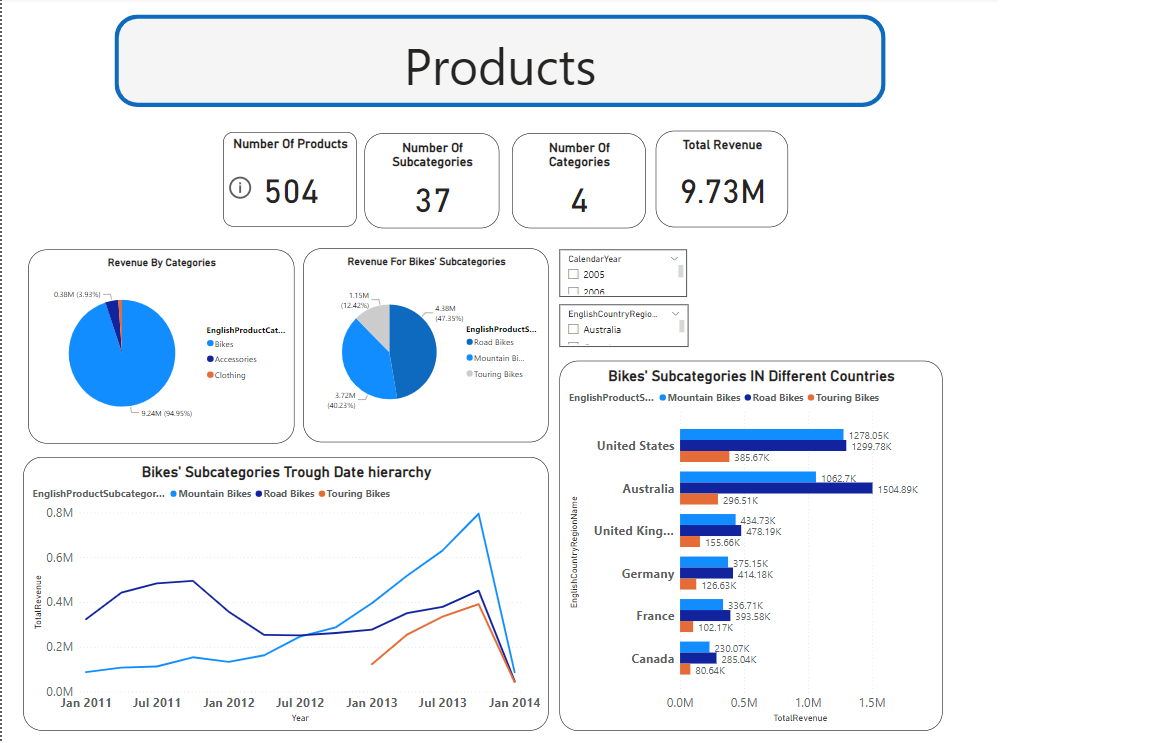 Products
Number Of Products
504
Number Of
Subcategories
37
Number Of
Categories
4
Total Revenue
9.73M
Revenue By Categories
0.38M (3.93%)
9.24M (94.95%)
EnglishProductCat...
Bikes
Accessories
Clothing
Revenue For Bikes' Subcategories
1.15M
(12.42%)
4.38M
(47.35%)
3.72M
(40.23%)
EnglishProductS...
Road Bikes
Mountain Bi...
Touring Bikes
CalendarYear
2005
2006
EnglishCountryRegio...
Australia
Bikes' Subcategories Trough Date hierarchy
EnglishProductSubcategor... Mountain Bikes Road Bikes Touring Bikes
TotalRevenue
0.8M
0.6M
0.4M
0.2M
0.0M
Jan 2011 Jul 2011 Jan 2012 Jul 2012 Jan 2013 Jul 2013 Jan 2014
Year
Bikes' Subcategories IN Different Countries
EnglishProductS... Mountain Bikes Road Bikes Touring Bikes
EnglishCountryRegionName
United States
1278.05K
1299.78K
385.67K
Australia
1062.7K
1504.89K
296.51K
United King...
434.73K
478.19K
155.66K
Germany
375.15K
414.18K
126.63K
France
336.71K
393.58K
102.17K
Canada
230.07K
285.04K
80.64K
0.0M 0.5M 1.0M 1.5M
TotalRevenue